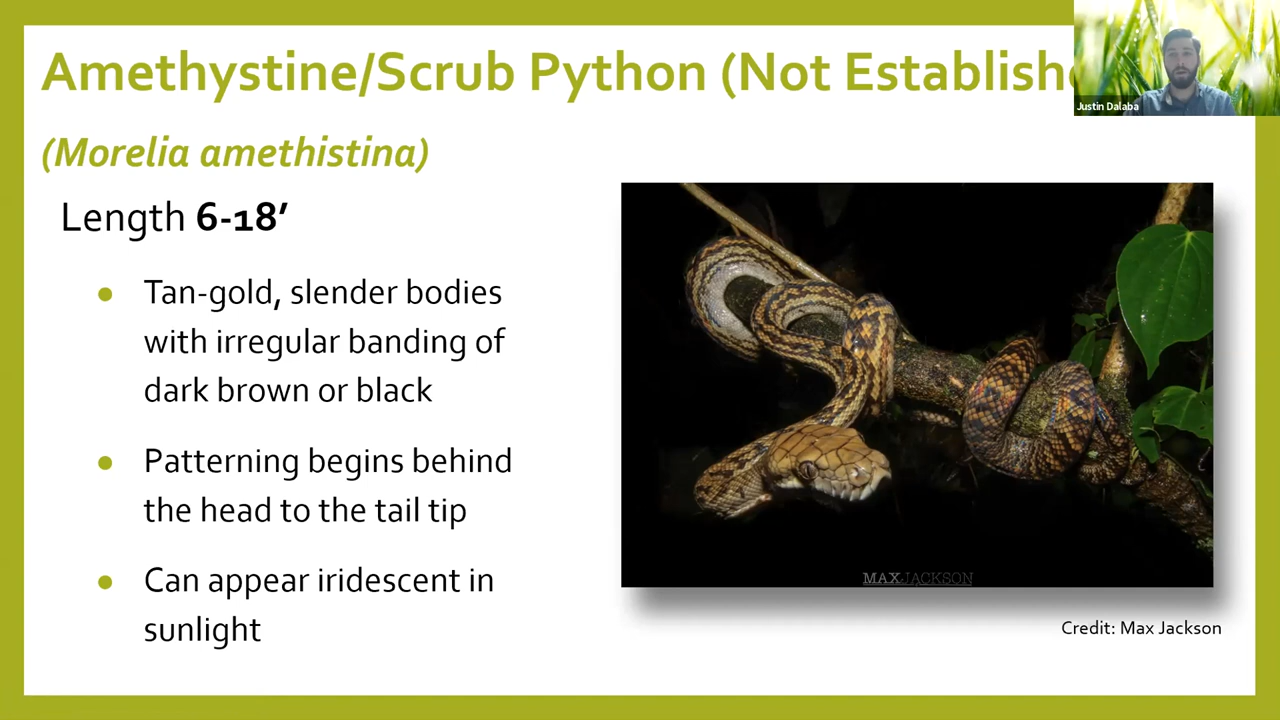 Amethystine/Scrub Python (Not Establish
Justin Dalaba
(Morelia amethistina)
Length 6-18’
● Tan-gold, slender bodies
with irregular banding of
dark brown or black
● Patterning begins behind
the head to the tail tip
● Can appear iridescent in
sunlight
MAXJACKSON
Credit: Max Jackson